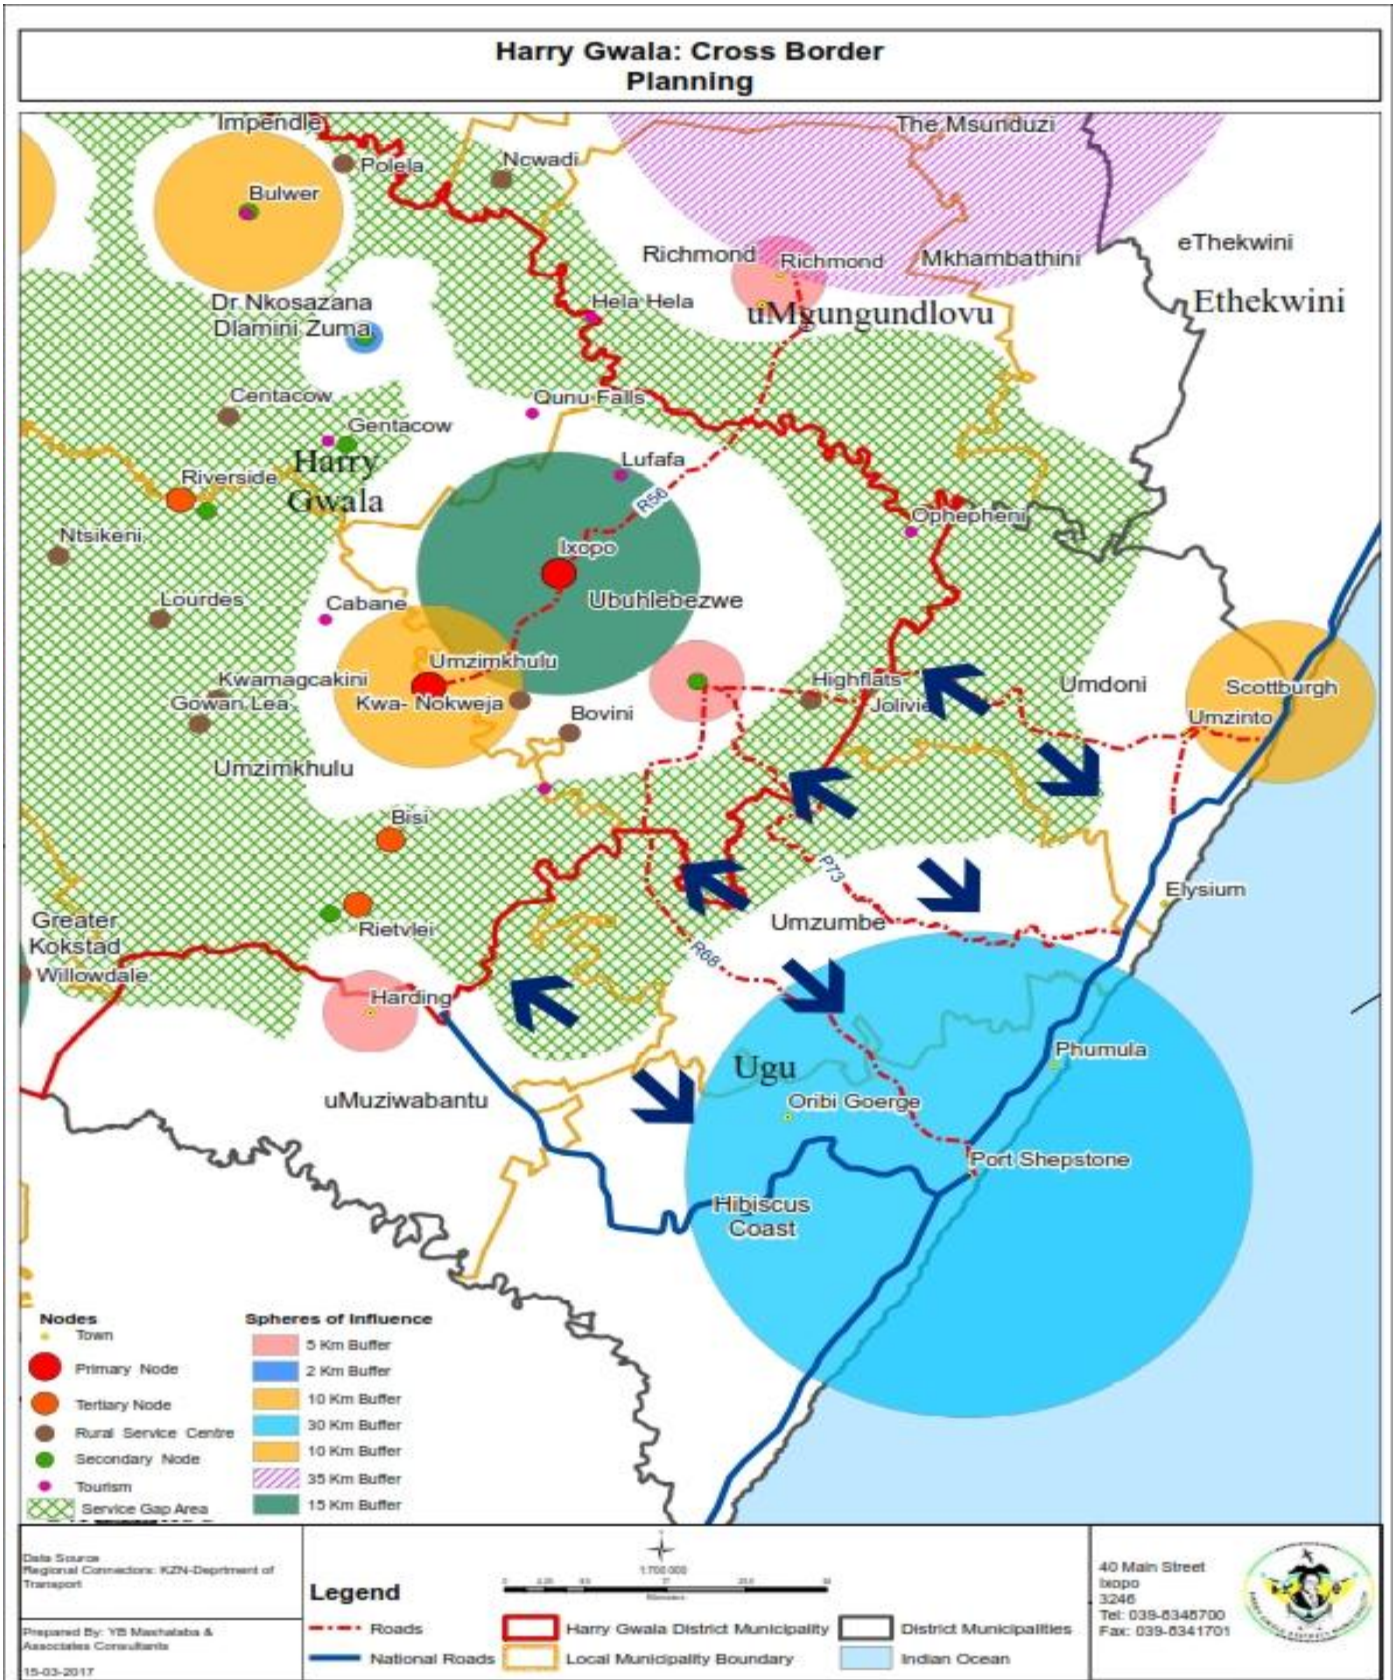 Harry Gwala: Cross Border
Planning
Impendle
The Msunduzi
Polela
Ncwadi
Bulwer
Richmond
Richmond
Mkhambathini
eThekwini
Ethekwini
Dr Nkosazana
Dlamini Zuma
Hela Hela
uMgungundlovu
Centacow
Qunu Falls
Gentacow
Harry
Gwala
Lufafa
Riverside
R56
Ophepheni
Ntsikeni
Ixopo
Lourdes
Cabane
Ubuhlebezwe
Umzimkhulu
Kwamagcakini
Gowan Lea
Kwa- Nokweja
Highflats
Jolivie
Umdoni
Scottburgh
Umzinto
Bovini
Umzimkhulu
Bisi
P73
Elysium
Greater
Kokstad
Rietvlei
Umzumbe
Willowdale
R68
Harding
Phumula
Ugu
uMuziwabantu
Oribi Goerge
Port Shepstone
Hibiscus
Coast
Nodes
Town
Primary Node
Tertiary Node
Rural Service Centre
Secondary Node
Tourism
Service Gap Area
Spheres of Influence
5 Km Buffer
2 Km Buffer
10 Km Buffer
30 Km Buffer
10 Km Buffer
35 Km Buffer
15 Km Buffer
Data Source
Regional Connectors: KZN-Deprtment of
Transport
Prepared By: YB Mashalaba &
Associates Consultants
15-03-2017
Legend
Roads
National Roads
Harry Gwala District Municipality
Local Municipality Boundary
District Municipalities
Indian Ocean
40 Main Street
Ixopo
3246
Tel: 039-8348700
Fax: 039-8341701